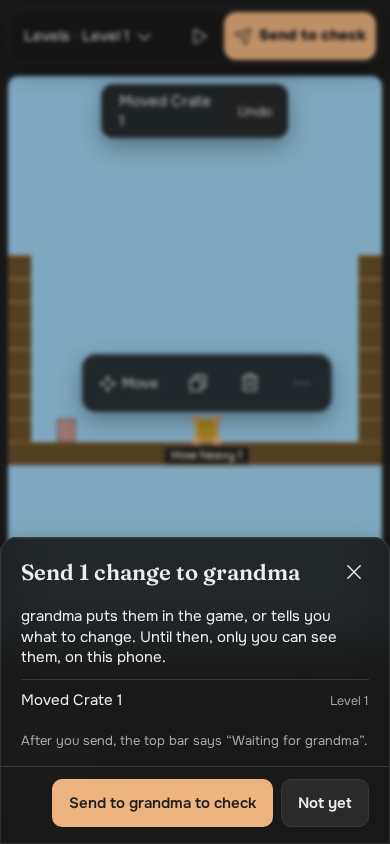 Levels · Level 1
Send to check
Moved Crate
1
Undo
Move
How heavy 1
Send 1 change to grandma
grandma puts them in the game, or tells you
what to change. Until then, only you can see
them, on this phone.
Moved Crate 1
Level 1
After you send, the top bar says “Waiting for grandma”.
Send to grandma to check
Not yet